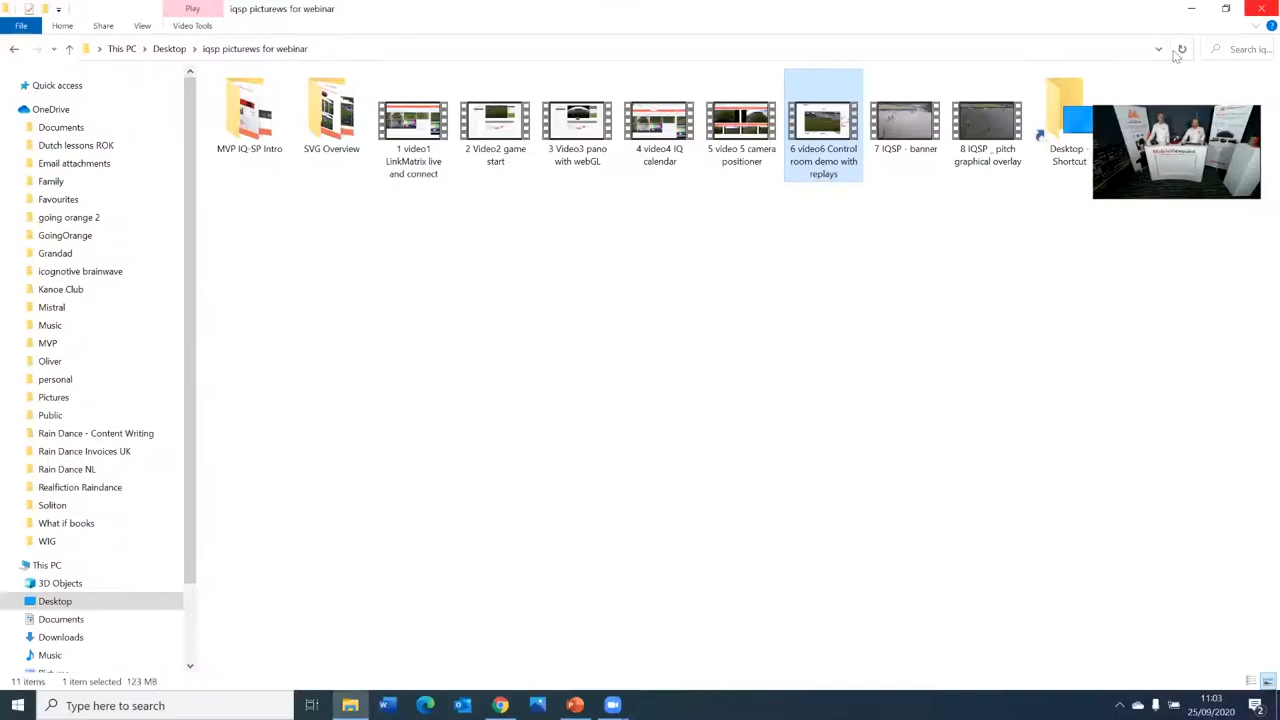 Play
iqsp picturews for webinar
File
Home
Share
View
Video Tools
This PC
Desktop
iqsp picturews for webinar
Search iq...
Quick access
OneDrive
Documents
Dutch lessons ROK
Email attachments
Family
Favourites
going orange 2
GoingOrange
Grandad
icognotive brainwave
Kanoe Club
Mistral
Music
MVP
Oliver
personal
Pictures
Public
Rain Dance - Content Writing
Rain Dance Invoices UK
Rain Dance NL
Realfiction Raindance
Soliton
What if books
WIG
This PC
3D Objects
Desktop
Documents
Downloads
Music
MVP IQ-SP Intro
SVG Overview
1 video1
LinkMatrix live
and connect
2 Video2 game
start
3 Video3 pano
with webGL
4 video4 IQ
calendar
5 video 5 camera
positioner
6 video6 Control
room demo with
replays
7 IQSP - banner
8 IQSP _ pitch
graphical overlay
Desktop -
Shortcut
MobileViewpoint
11 items
1 item selected 123 MB
Type here to search
11:03
25/09/2020
2